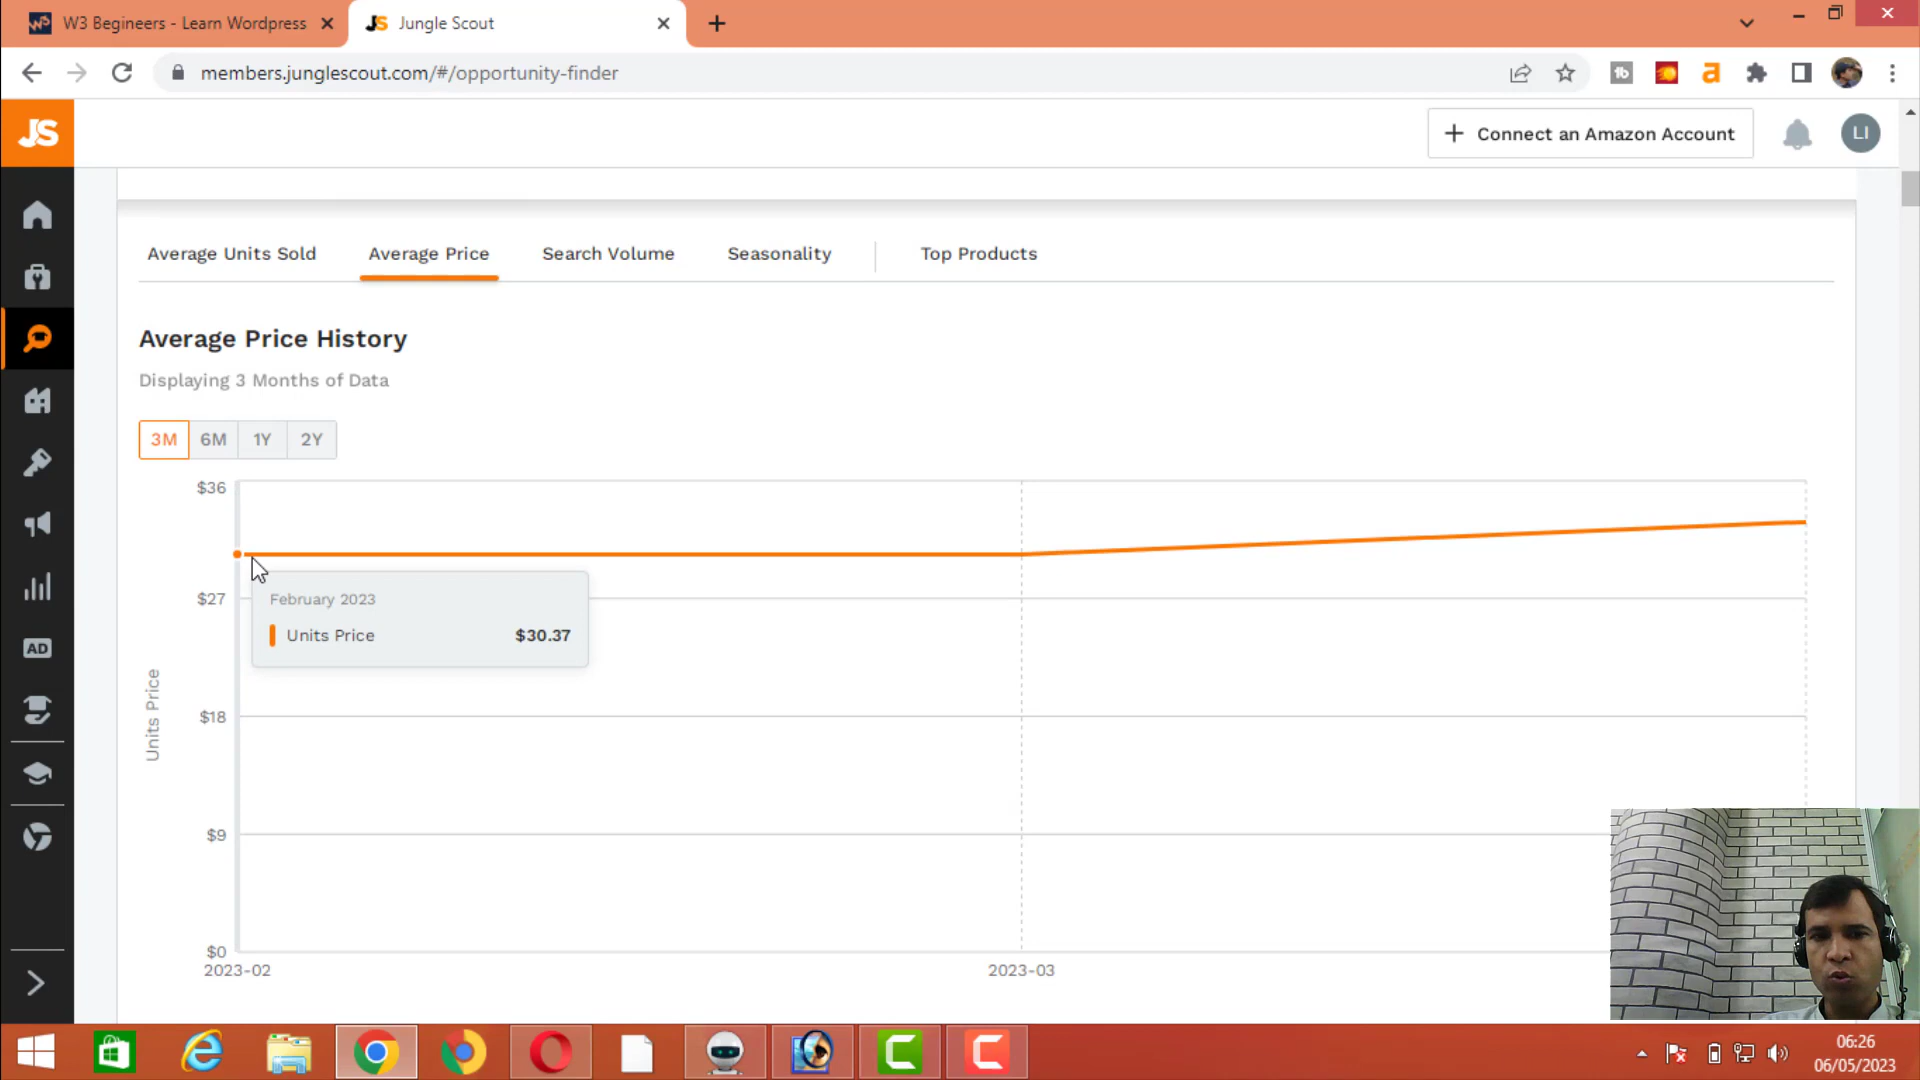 W3 Begineers - Learn Wordpress
JS Jungle Scout
members.junglescout.com/#/opportunity-finder
tb
a
JS
Connect an Amazon Account
LI
Average Units Sold
Average Price
Search Volume
Seasonality
Top Products
Average Price History
Displaying 3 Months of Data
3M
6M
1Y
2Y
$36
February 2023
$27
Units Price
$30.37
AD
Units Price
$18
$9
$0
2023-02
2023-03
06:26
06/05/2023